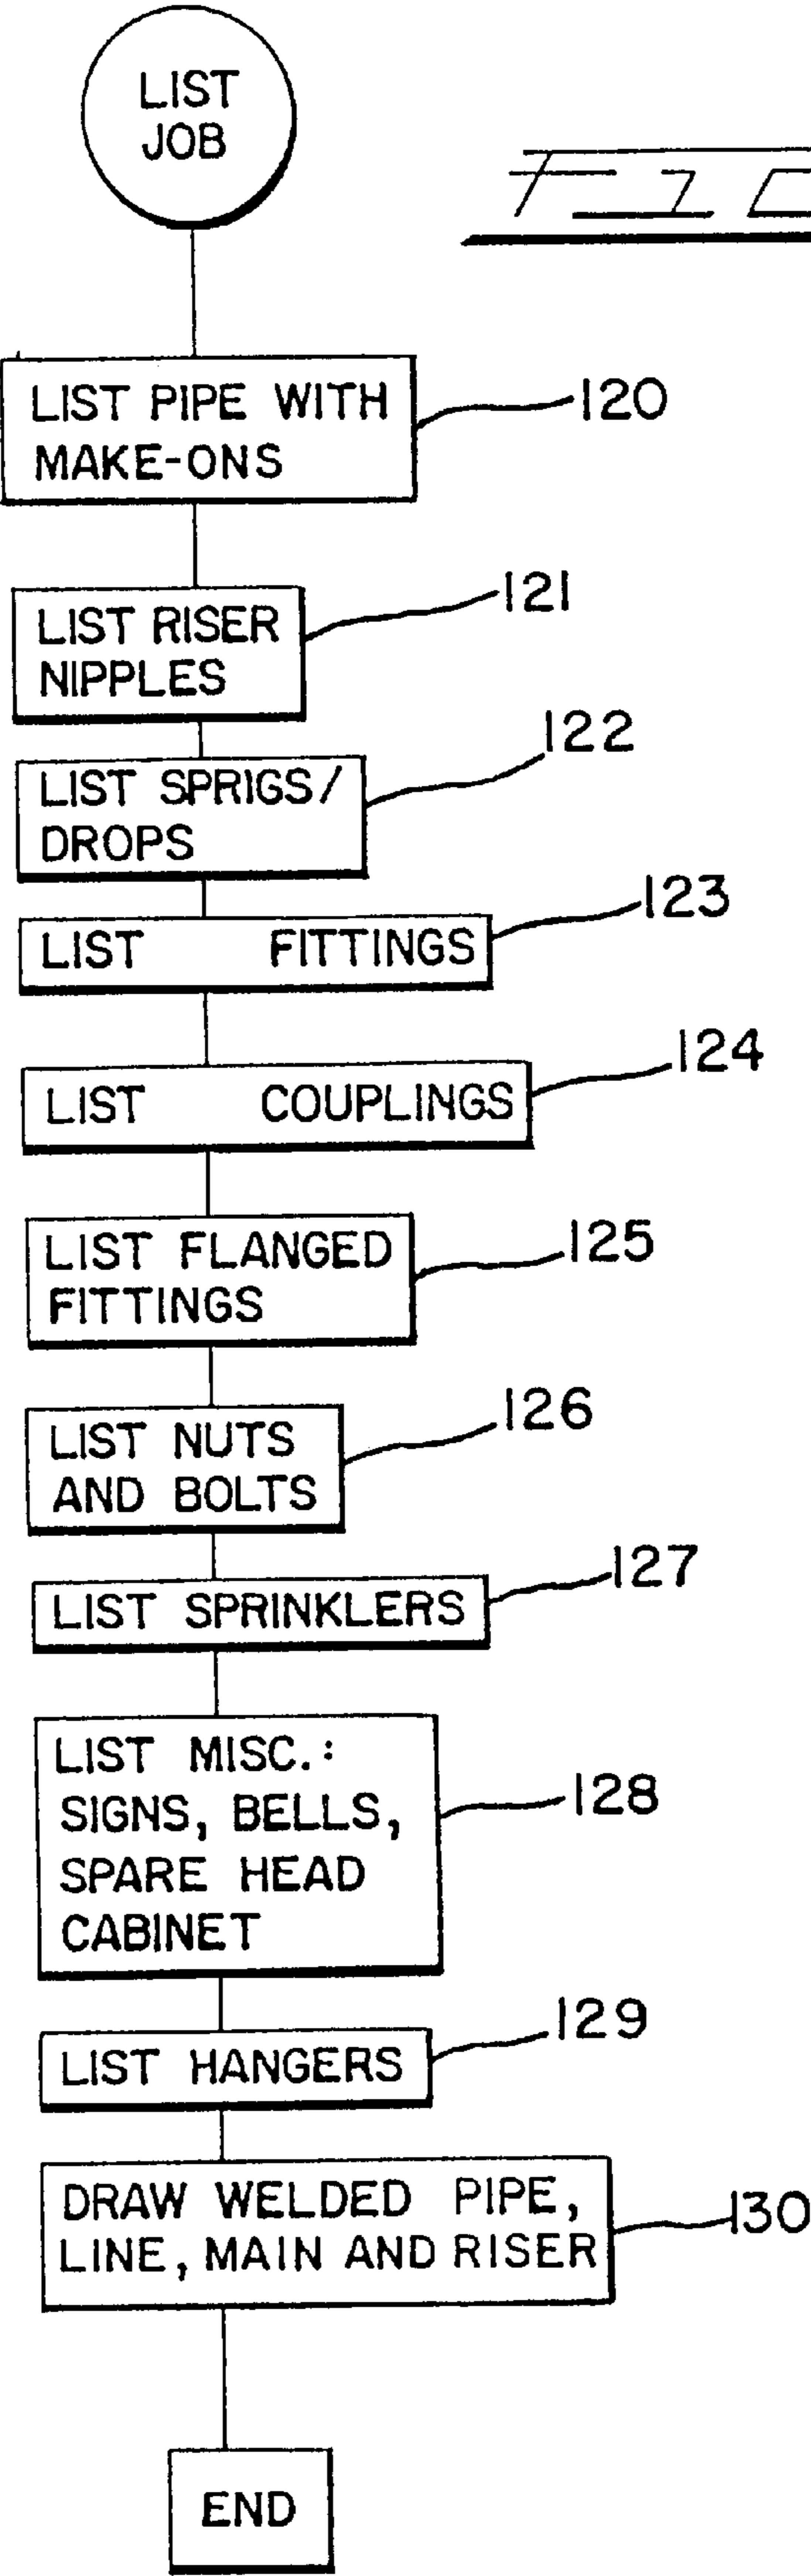 LIST
JOB
LIST PIPE WITH
MAKE-ONS
120
LIST RISER
NIPPLES
121
LIST SPRIGS/
DROPS
122
LIST FITTINGS
123
LIST COUPLINGS
124
LIST FLANGED
FITTINGS
125
LIST NUTS
AND BOLTS
126
LIST SPRINKLERS
127
LIST MISC.:
SIGNS, BELLS,
SPARE HEAD
CABINET
128
LIST HANGERS
129
DRAW WELDED PIPE,
LINE, MAIN AND RISER
130
END